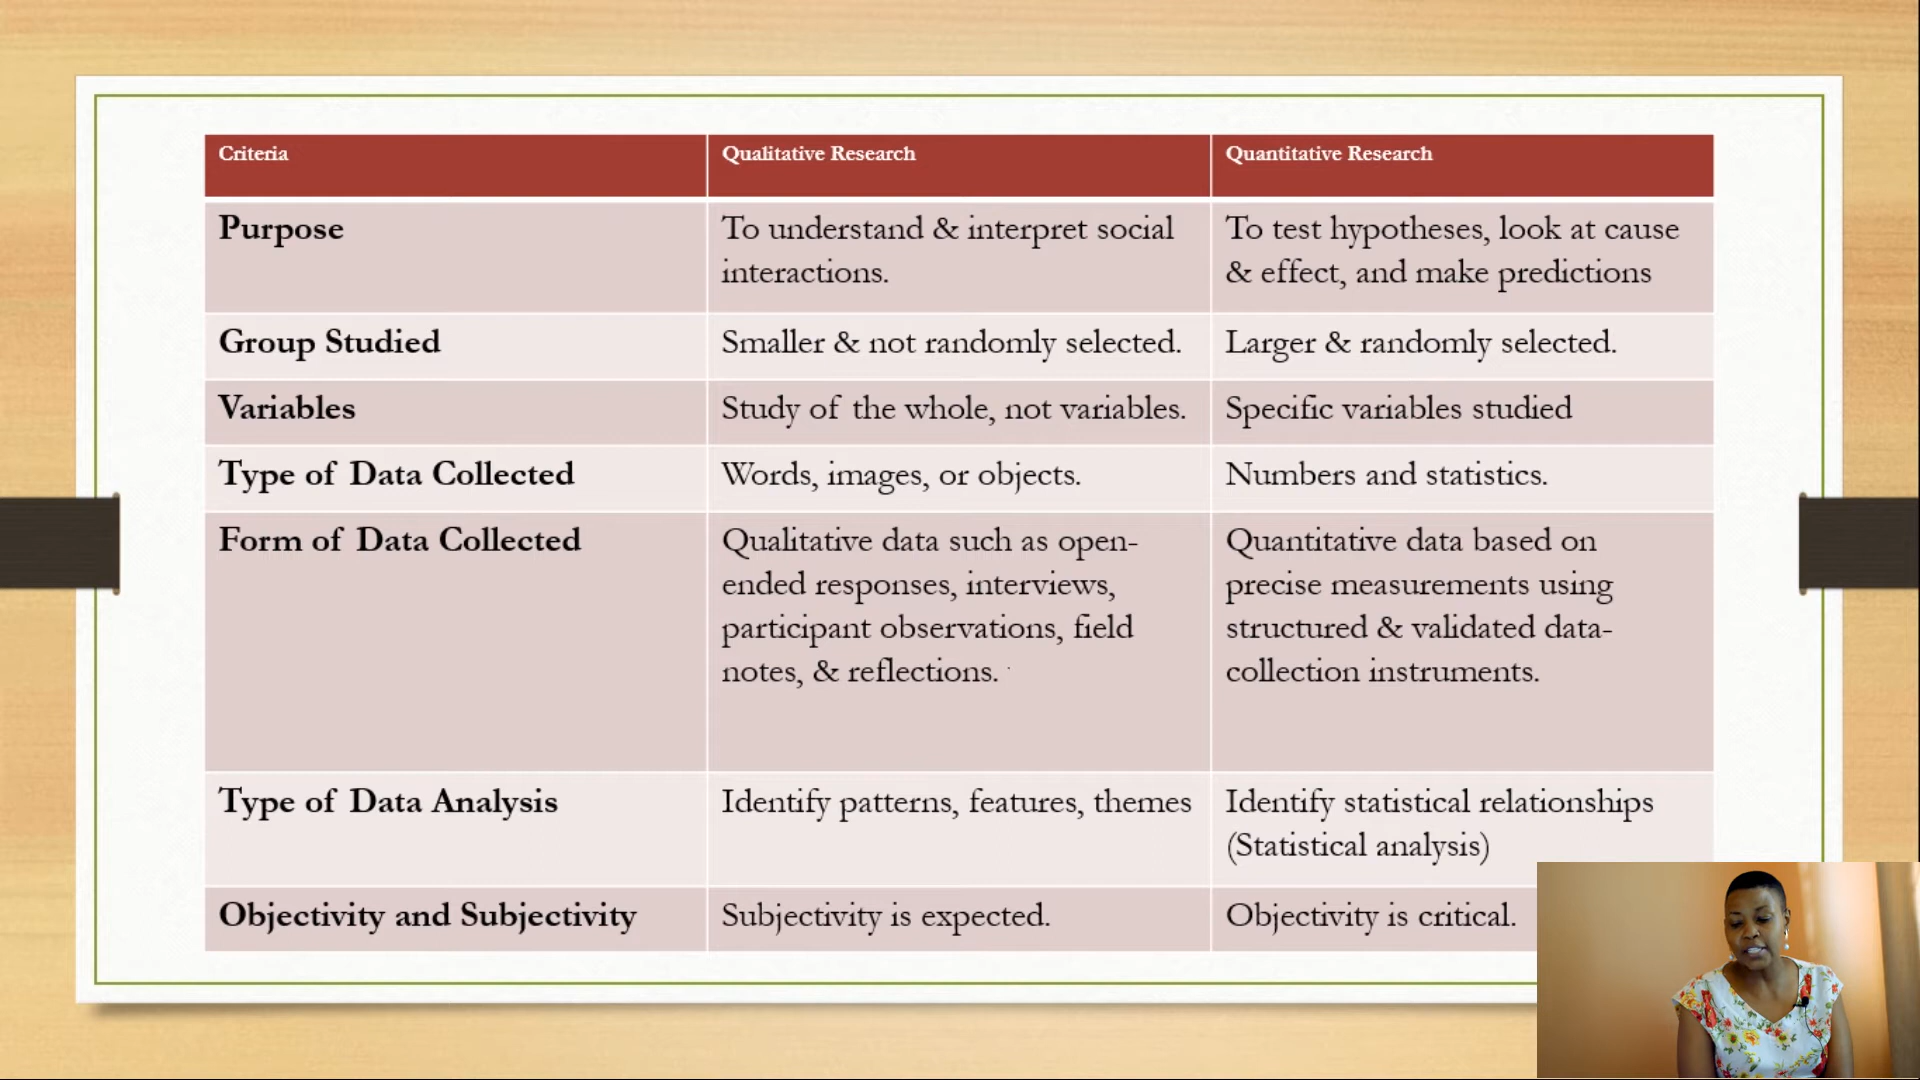 Criteria
Qualitative Research
Quantitative Research
Purpose
To understand & interpret social
interactions.
To test hypotheses, look at cause
& effect, and make predictions
Group Studied
Smaller & not randomly selected.
Larger & randomly selected.
Variables
Study of the whole, not variables.
Specific variables studied
Type of Data Collected
Words, images, or objects.
Numbers and statistics.
Form of Data Collected
Qualitative data such as open-
ended responses, interviews,
participant observations, field
notes, & reflections.
Quantitative data based on
precise measurements using
structured & validated data-
collection instruments.
Type of Data Analysis
Identify patterns, features, themes
Identify statistical relationships
(Statistical analysis)
Objectivity and Subjectivity
Subjectivity is expected.
Objectivity is critical.